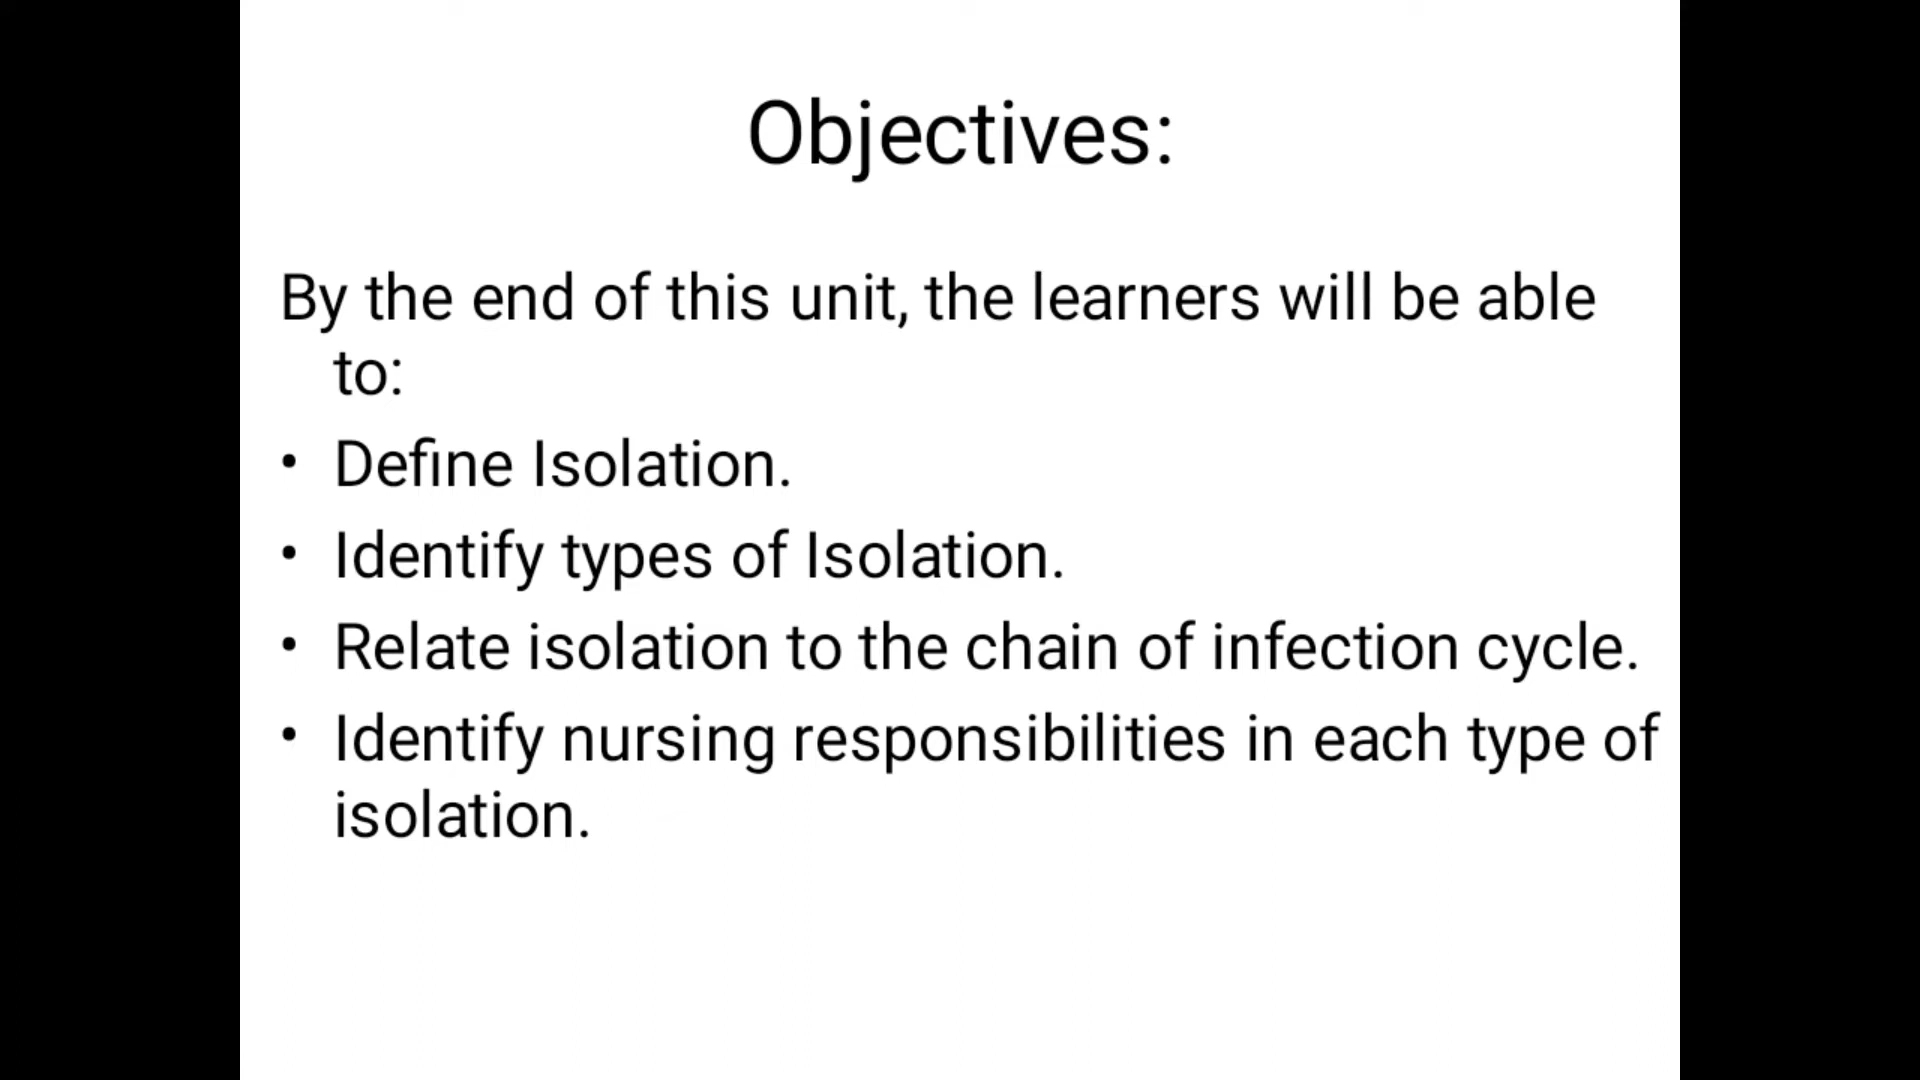 Objectives:
By the end of this unit, the learners will be able
to:
• Define Isolation.
• Identify types of Isolation.
• Relate isolation to the chain of infection cycle.
• Identify nursing responsibilities in each type of
isolation.